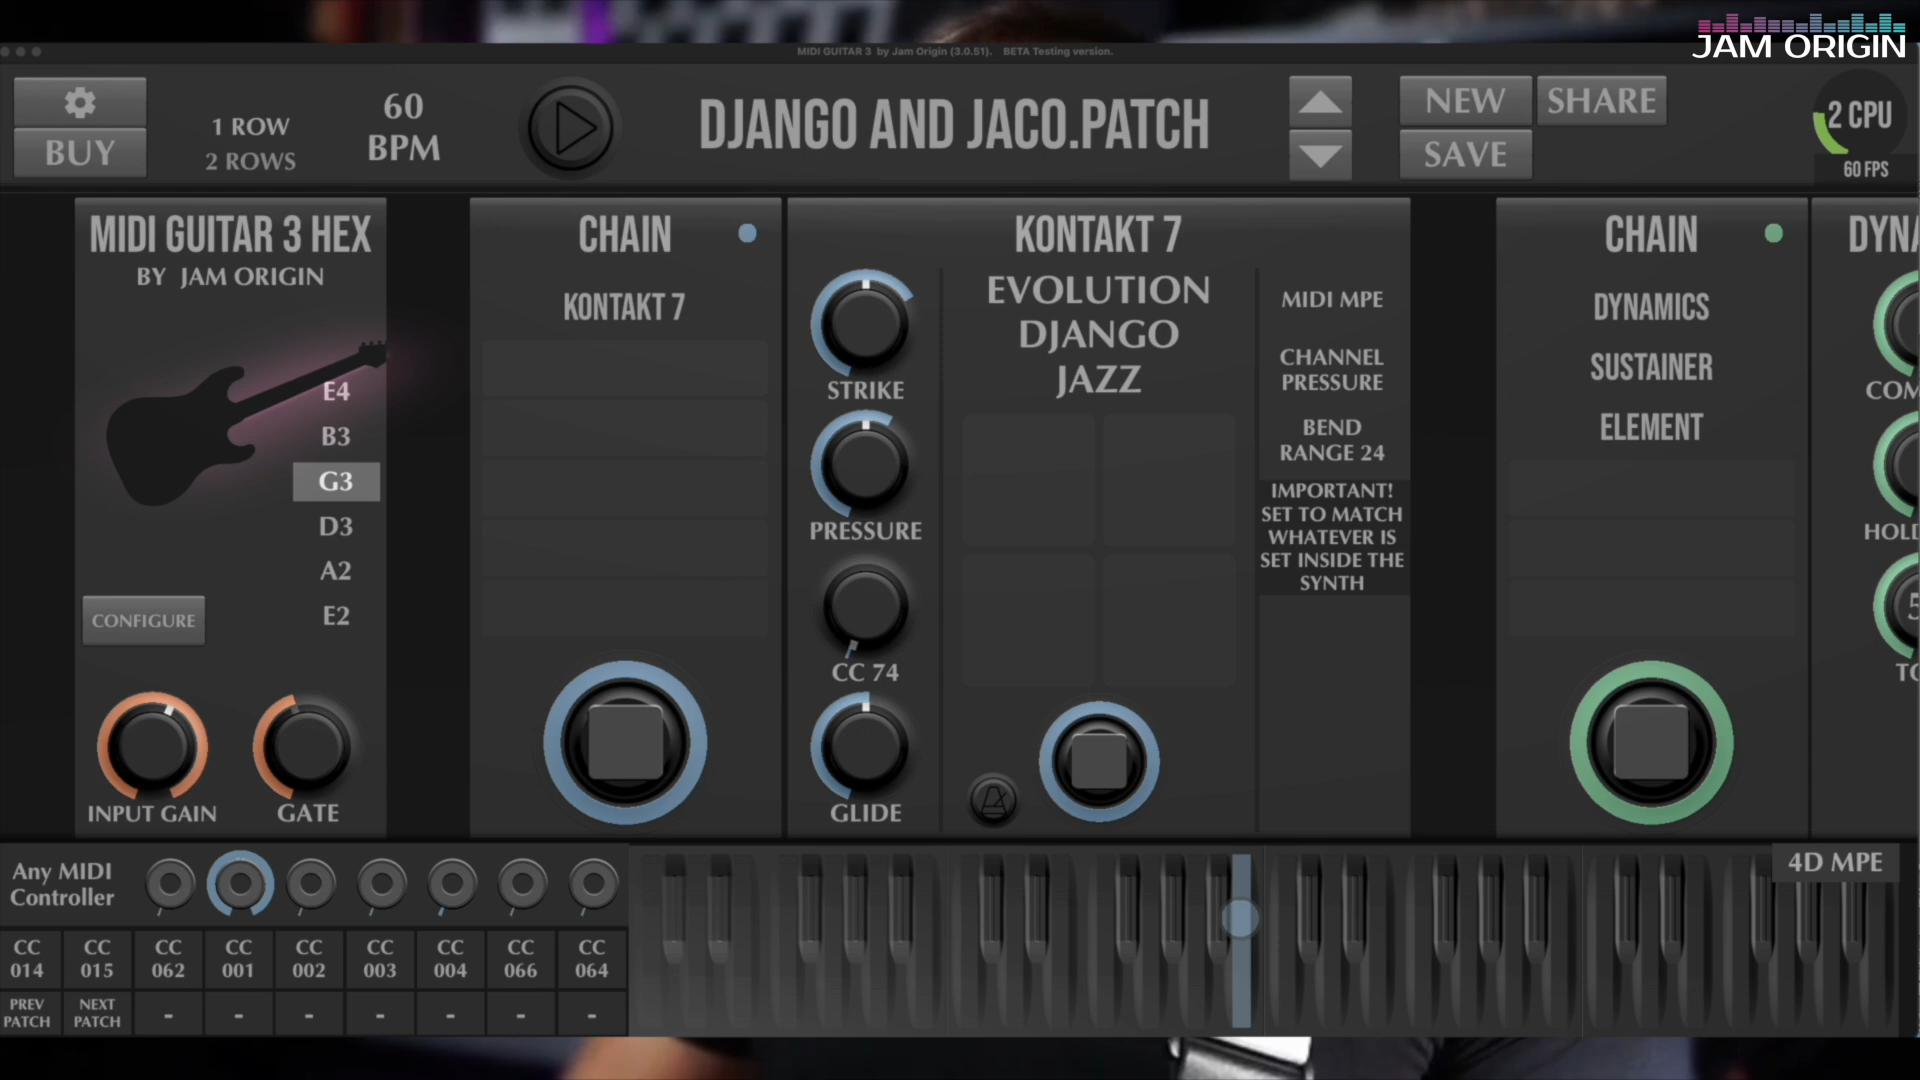 JAM ORIGIN
MIDI GUITAR 3 by Jam Origin (3.0.51). BETA Testing version.
BUY
1 ROW
2 ROWS
60
BPM
DJANGO AND JACO.PATCH
NEW
SHARE
SAVE
2 CPU
60 FPS
MIDI GUITAR 3 HEX
BY JAM ORIGIN
E4
B3
G3
D3
A2
E2
CONFIGURE
INPUT GAIN
GATE
CHAIN
KONTAKT 7
KONTAKT 7
STRIKE
PRESSURE
CC 74
GLIDE
EVOLUTION
DJANGO
JAZZ
MIDI MPE
CHANNEL
PRESSURE
BEND
RANGE 24
IMPORTANT!
SET TO MATCH
WHATEVER IS
SET INSIDE THE
SYNTH
CHAIN
DYNAMICS
SUSTAINER
ELEMENT
DYNA
COM
HOLD
5
TO
Any MIDI
Controller
CC 014
CC 015
CC 062
CC 001
CC 002
CC 003
CC 004
CC 066
CC 064
PREV PATCH
NEXT PATCH
-
-
-
-
-
-
-
4D MPE